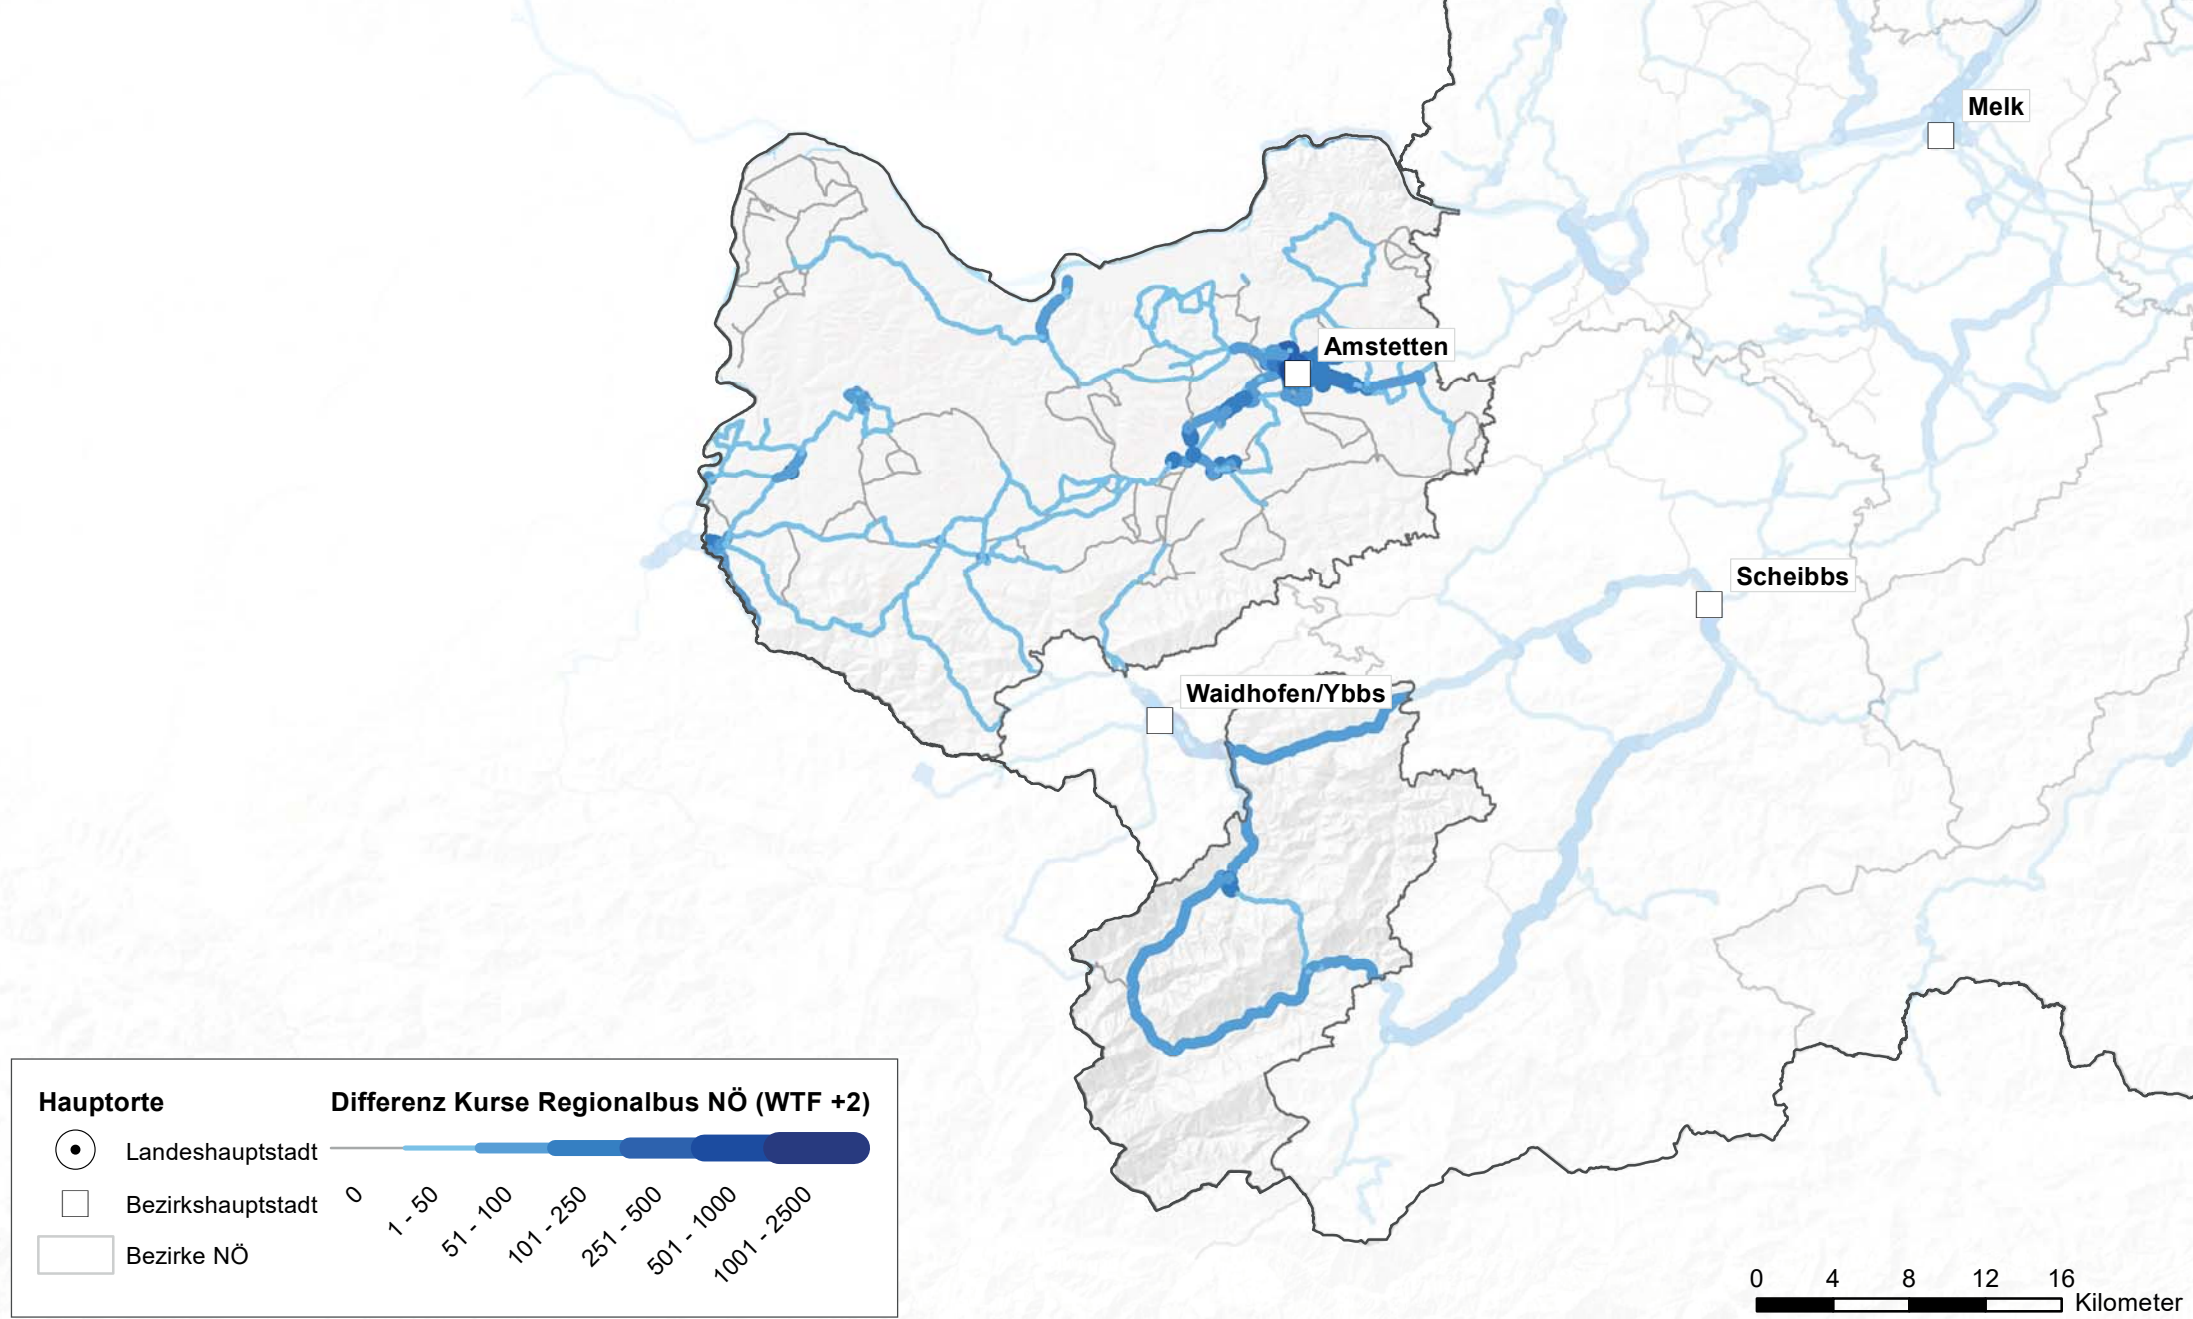 Melk
Amstetten
Scheibbs
Waidhofen/Ybbs
Hauptorte
Landeshauptstadt
Bezirkshauptstadt
Bezirke NÖ
Differenz Kurse Regionalbus NÖ (WTF +2)
0
1 - 50
51 - 100
101 - 250
251 - 500
501 - 1000
1001 - 2500
0 4 8 12 16
Kilometer